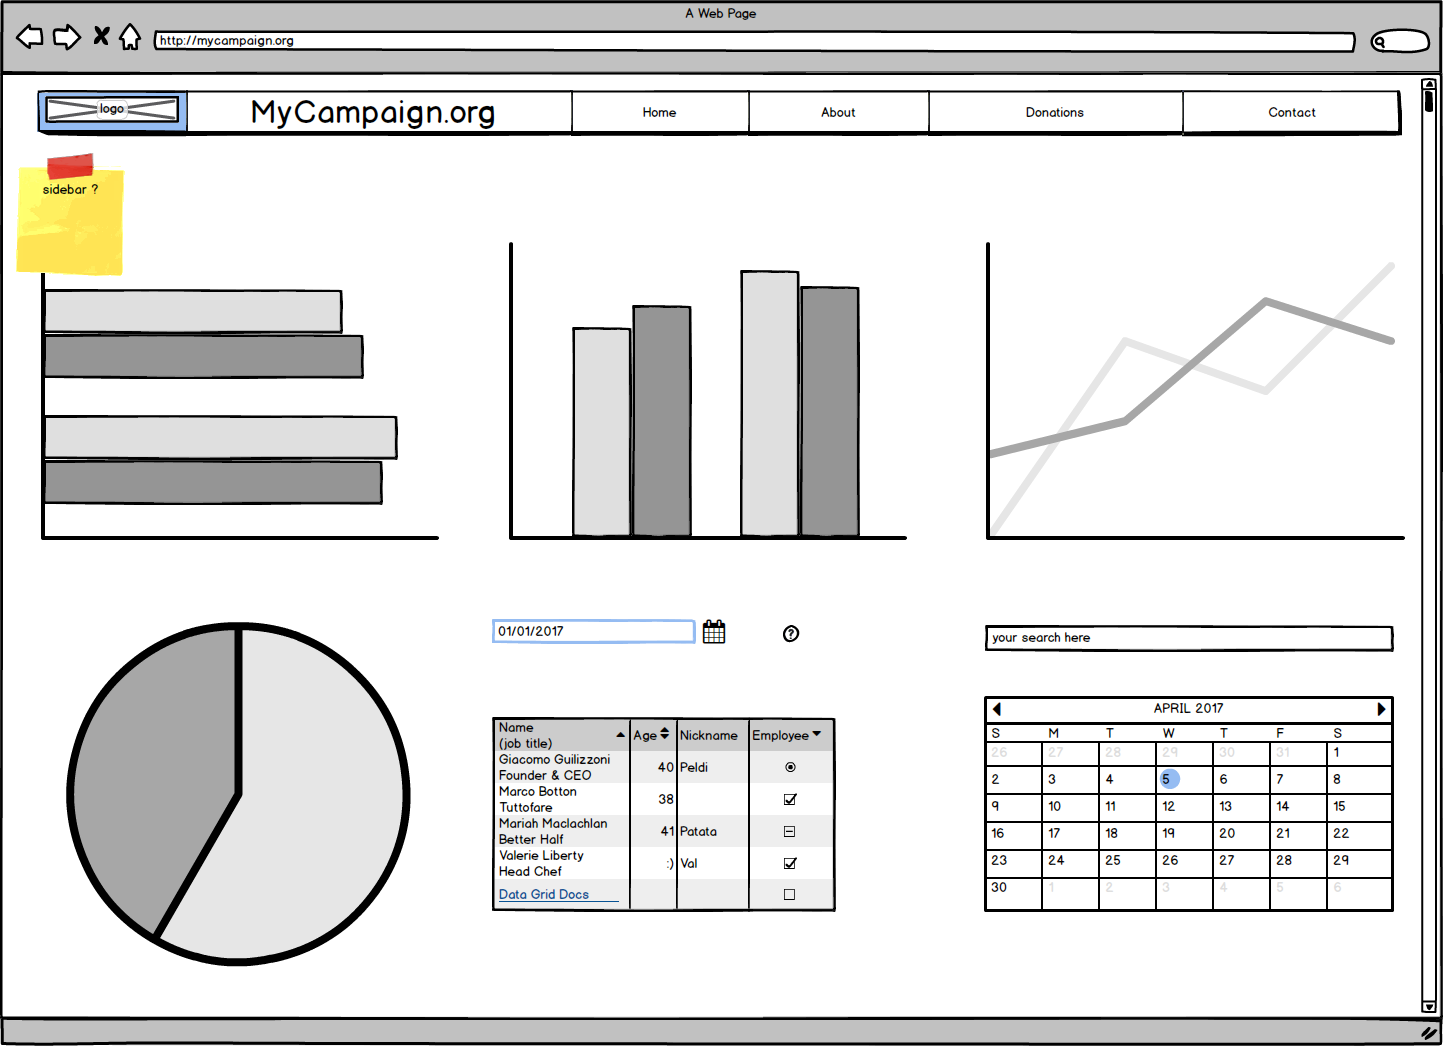 A Web Page
http://mycampaign.org
logo
MyCampaign.org
Home
About
Donations
Contact
sidebar ?
01/01/2017
?
your search here
Name
(job title)
Age
Nickname
Employee
Giacomo Guilizzoni
Founder & CEO
40
Peldi
Marco Botton
Tuttofare
38
Mariah Maclachlan
Better Half
41
Patata
Valerie Liberty
Head Chef
:)
Val
Data Grid Docs
APRIL 2017
S M T W T F S
26 27 28 29 30 31 1
2 3 4 5 6 7 8
9 10 11 12 13 14 15
16 17 18 19 20 21 22
23 24 25 26 27 28 29
30 1 2 3 4 5 6